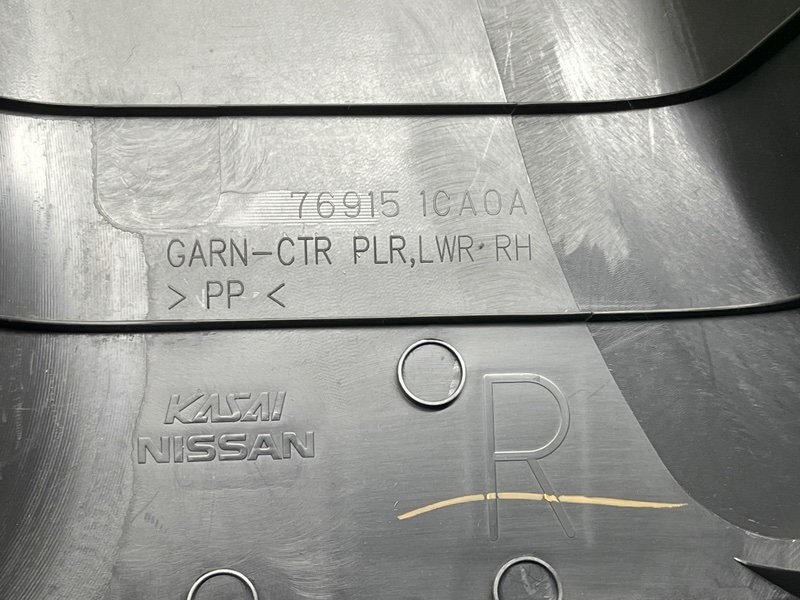 76915 1CA0A
GARN-CTR PLR,LWR RH
> PP <
KASAI
NISSAN
R